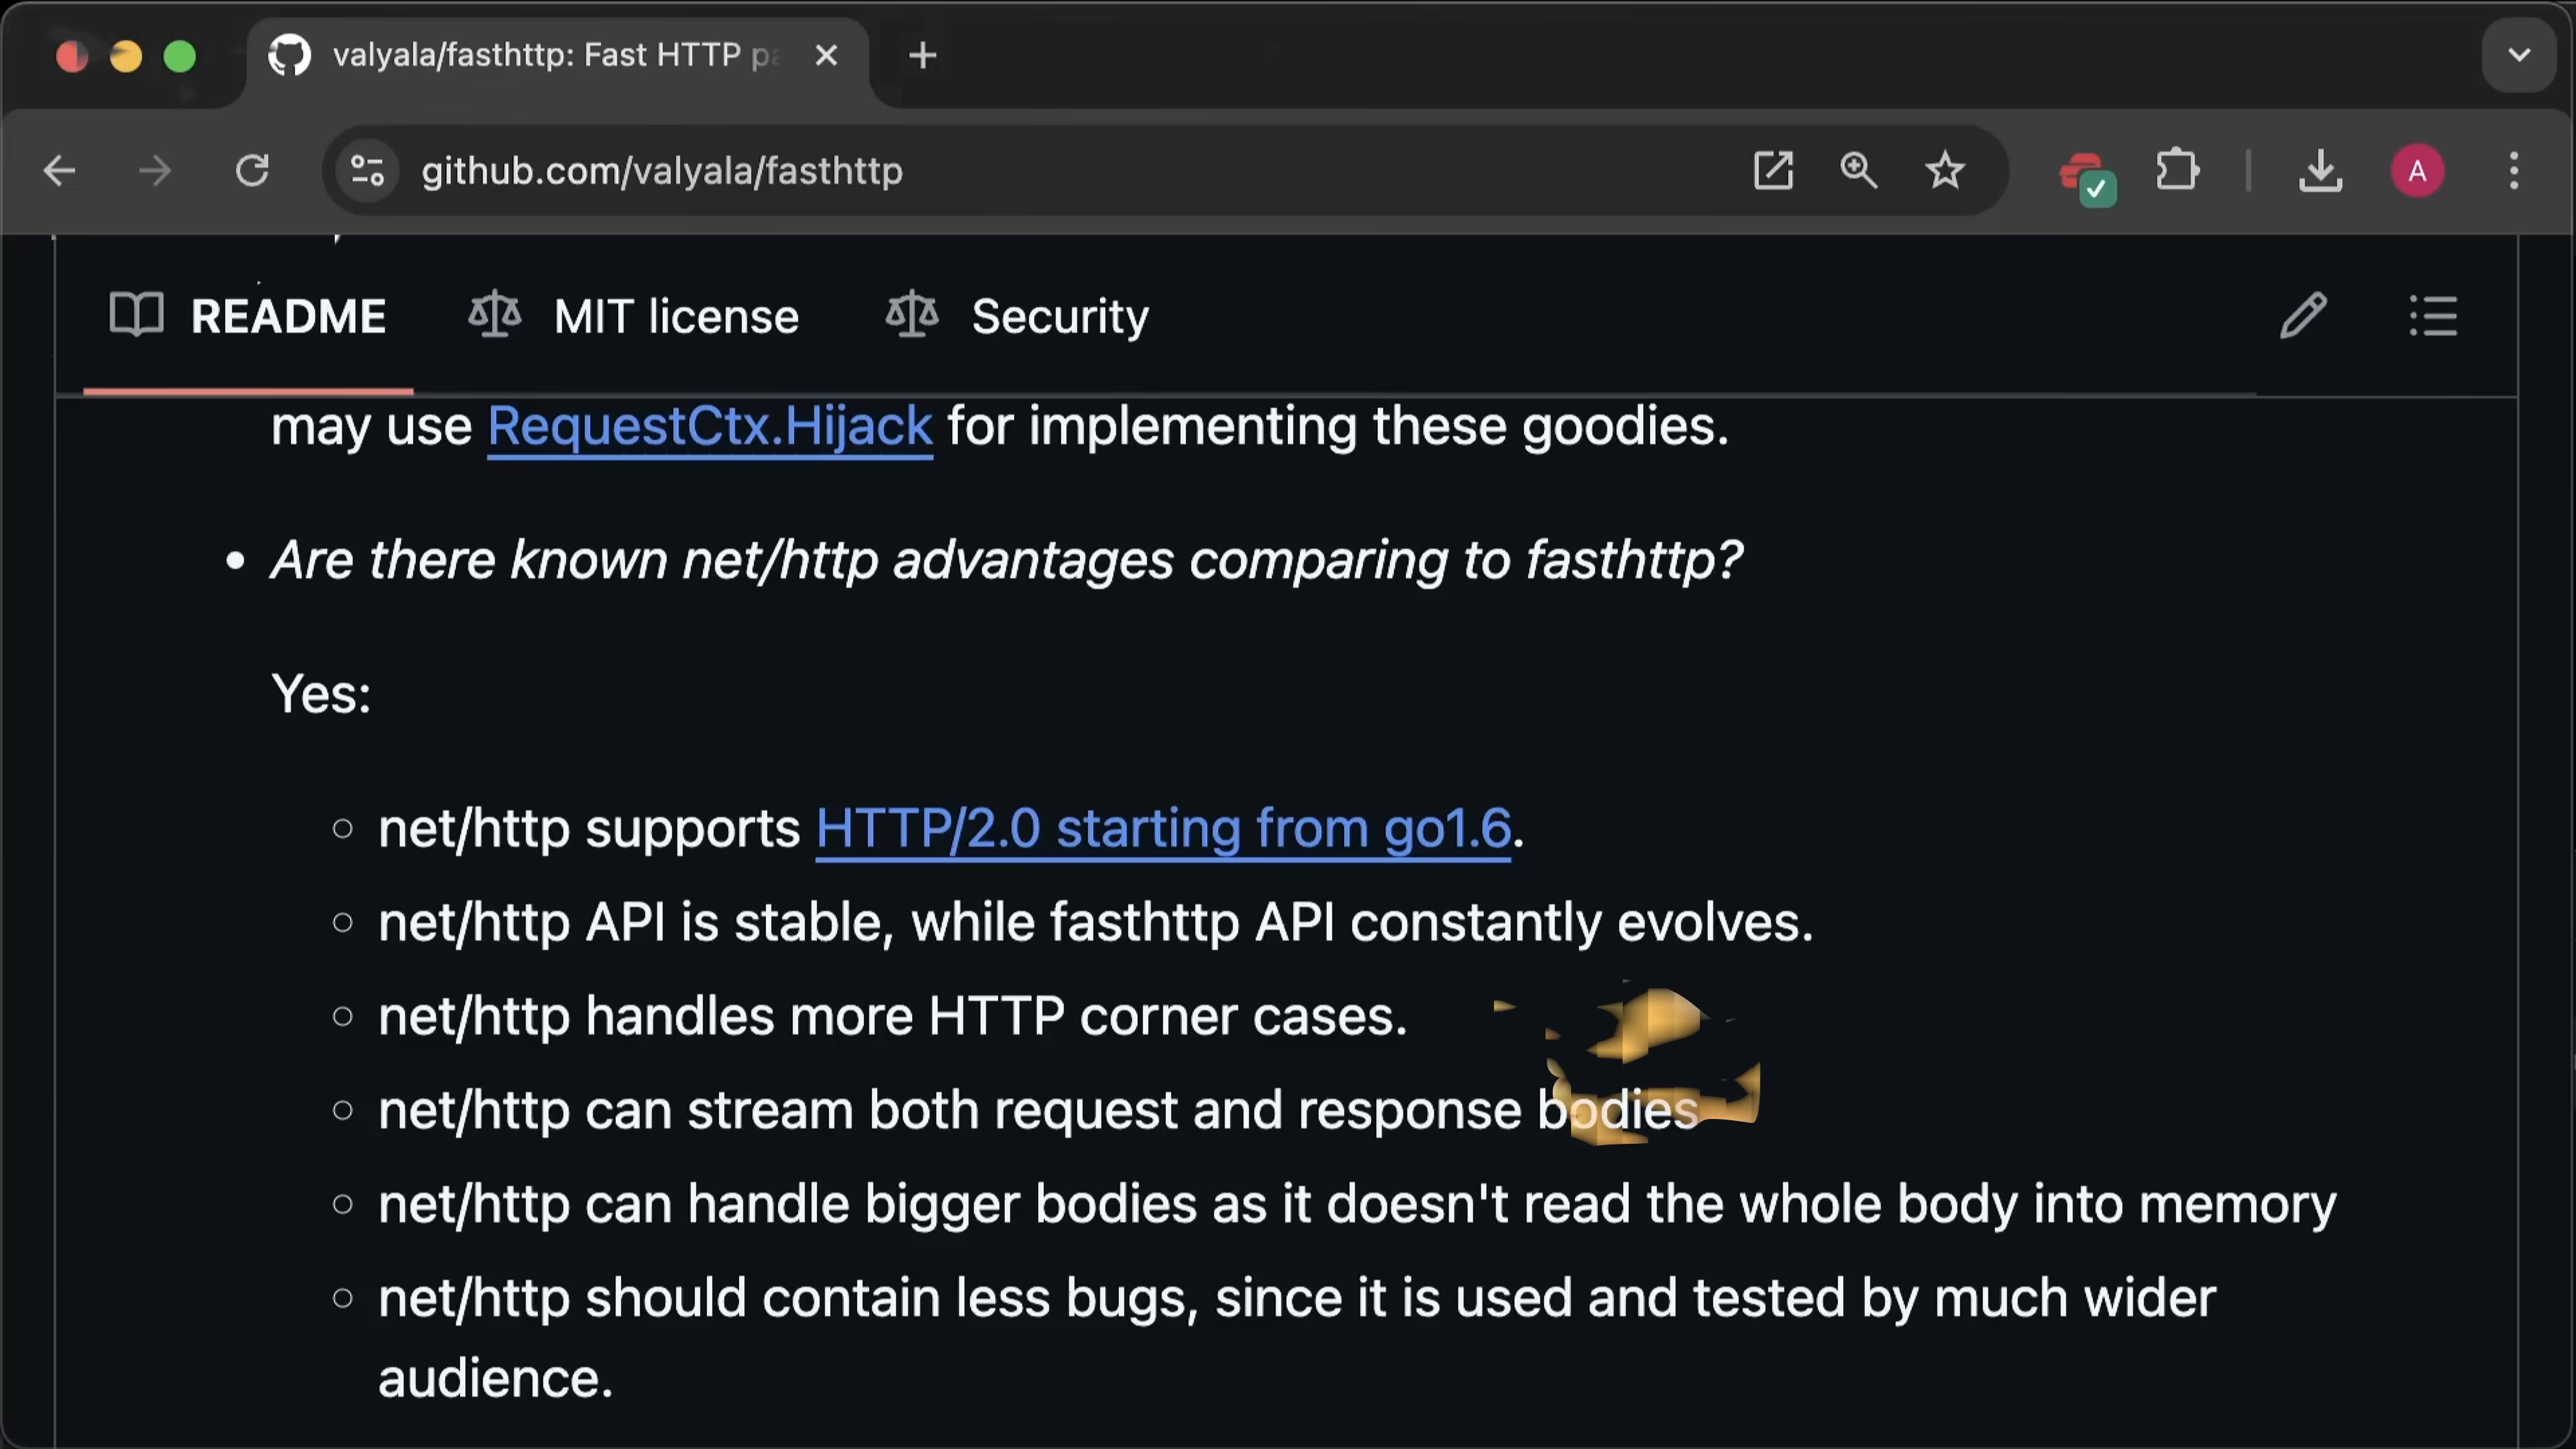 valyala/fasthttp: Fast HTTP pa
github.com/valyala/fasthttp
A
README MIT license Security
may use RequestCtx.Hijack for implementing these goodies.
• Are there known net/http advantages comparing to fasthttp?
Yes:
net/http supports HTTP/2.0 starting from go1.6.
net/http API is stable, while fasthttp API constantly evolves.
net/http handles more HTTP corner cases.
net/http can stream both request and response bodies
net/http can handle bigger bodies as it doesn't read the whole body into memory
net/http should contain less bugs, since it is used and tested by much wider
audience.